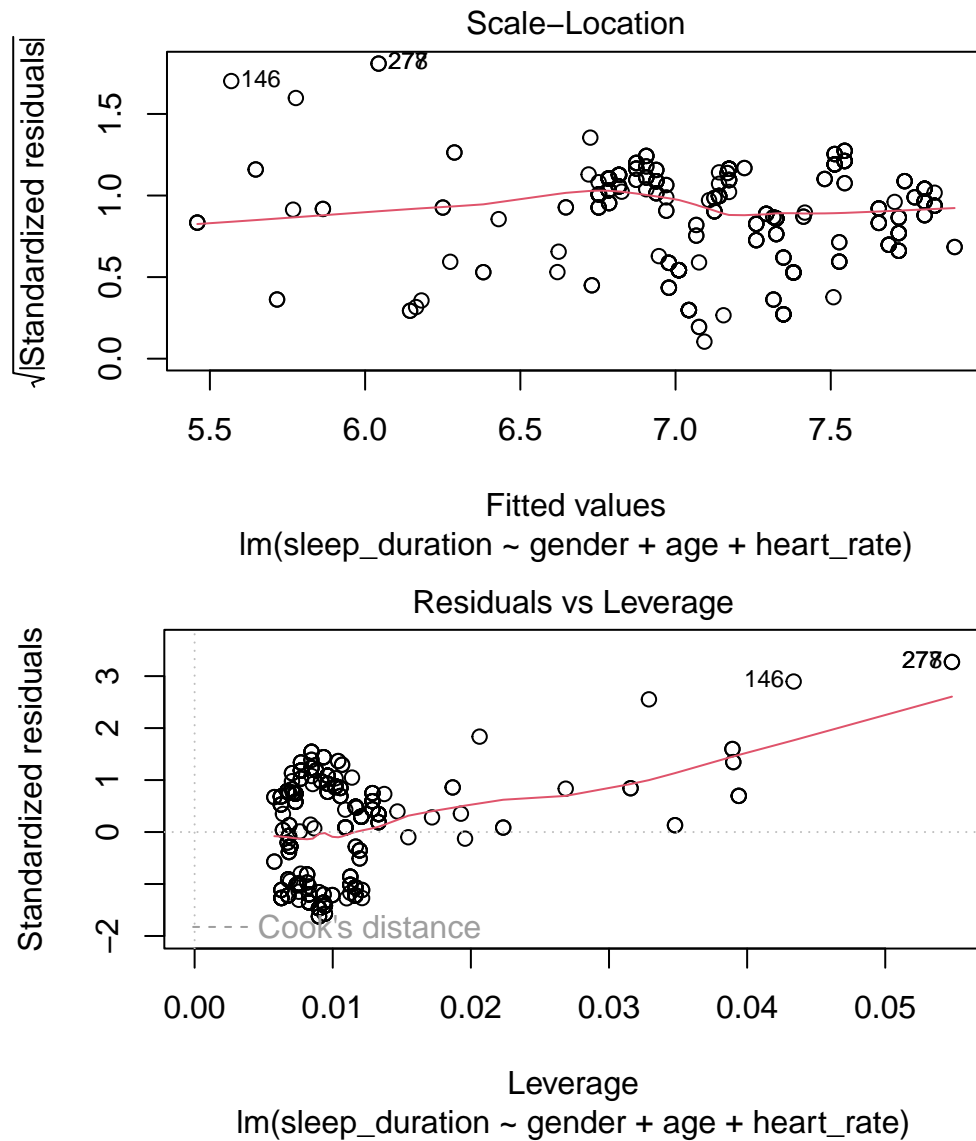 Scale−Location
√|Standardized residuals|
0.0 0.5 1.0 1.5
146
278
5.5 6.0 6.5 7.0 7.5
Fitted values
lm(sleep_duration ~ gender + age + heart_rate)
Residuals vs Leverage
Standardized residuals
−2 0 1 2 3
146
278
Cook's distance
0.00 0.01 0.02 0.03 0.04 0.05
Leverage
lm(sleep_duration ~ gender + age + heart_rate)